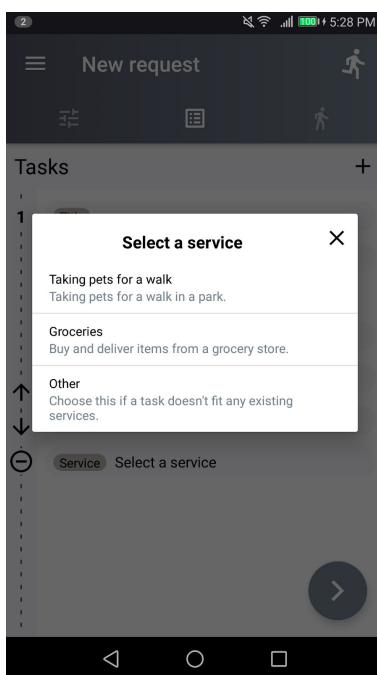 2
100
5:28 PM
New request
Tasks
1
Select a service
Taking pets for a walk
Taking pets for a walk in a park.
Groceries
Buy and deliver items from a grocery store.
Other
Choose this if a task doesn't fit any existing
services.
Service Select a service